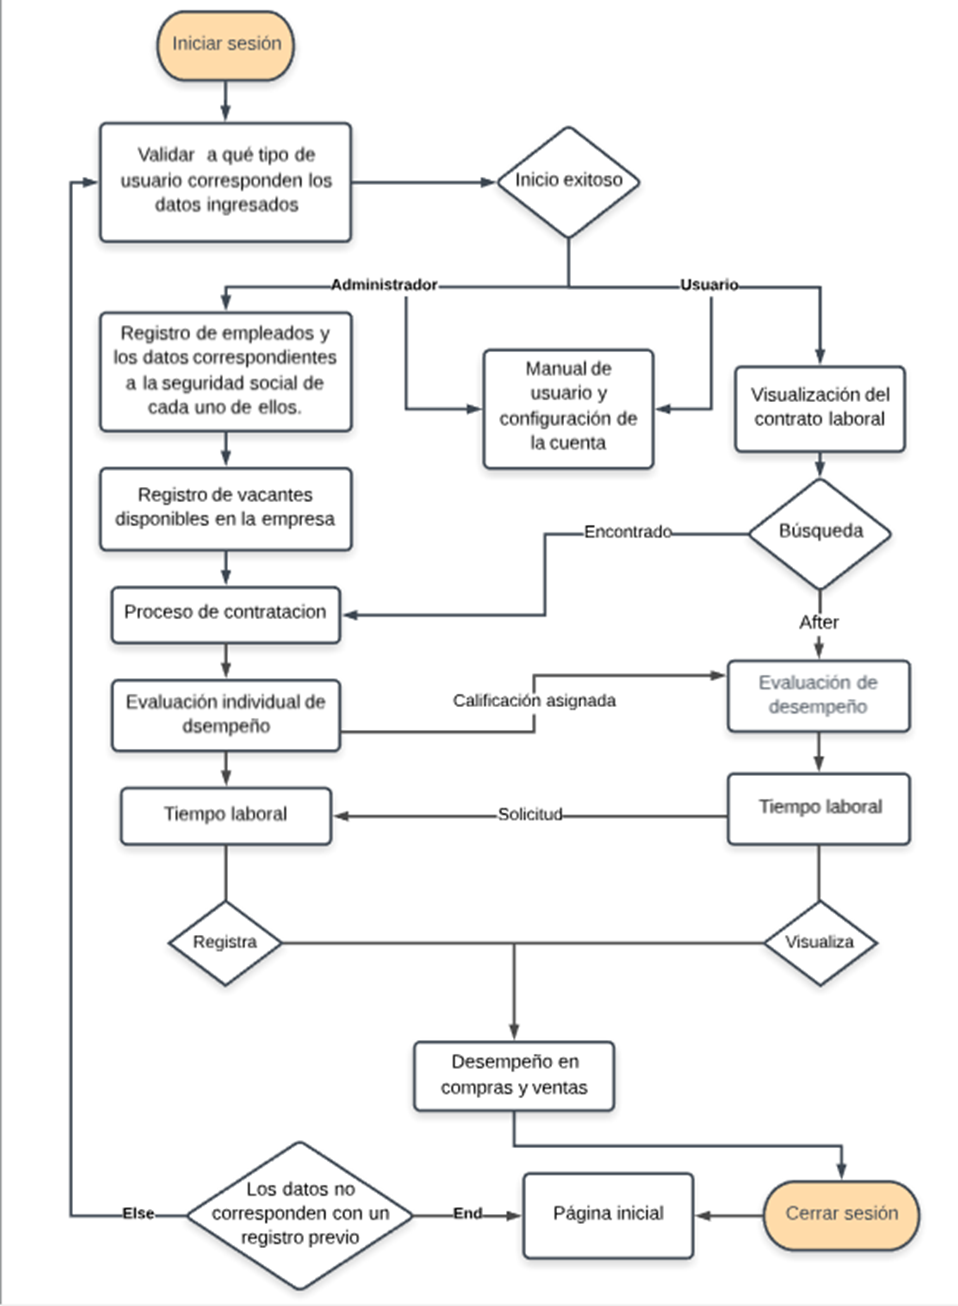 Iniciar sesión
Validar a qué tipo de
usuario corresponden los
datos ingresados
Inicio exitoso
Administrador
Usuario
Registro de empleados y
los datos correspondientes
a la seguridad social de
cada uno de ellos.
Manual de
usuario y
configuración de
la cuenta
Visualización del
contrato laboral
Registro de vacantes
disponibles en la empresa
Encontrado
Búsqueda
Proceso de contratacion
After
Evaluación individual de
dsempeño
Calificación asignada
Evaluación de
desempeño
Tiempo laboral
Solicitud
Tiempo laboral
Registra
Visualiza
Desempeño en
compras y ventas
Else
Los datos no
corresponden con un
registro previo
End
Página inicial
Cerrar sesión